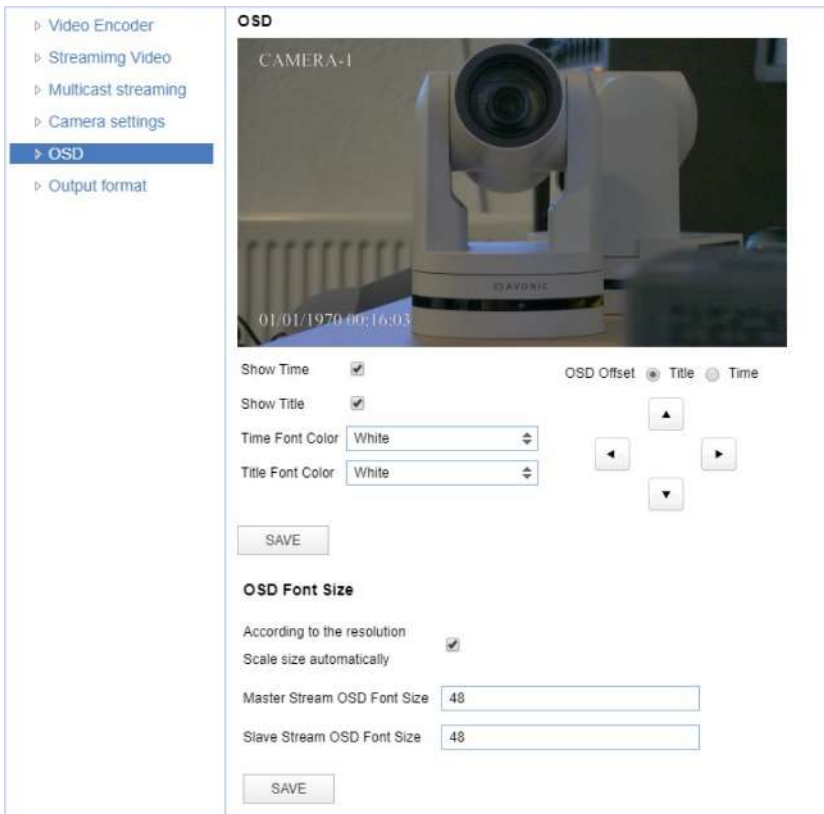 Video Encoder
Streamimg Video
Multicast streaming
Camera settings
OSD
Output format
OSD
CAMERA-1
AVONIC
01/01/1970 00:16:03
Show Time
OSD Offset Title Time
Show Title
Time Font Color White
Title Font Color White
SAVE
OSD Font Size
According to the resolution
Scale size automatically
Master Stream OSD Font Size 48
Slave Stream OSD Font Size 48
SAVE